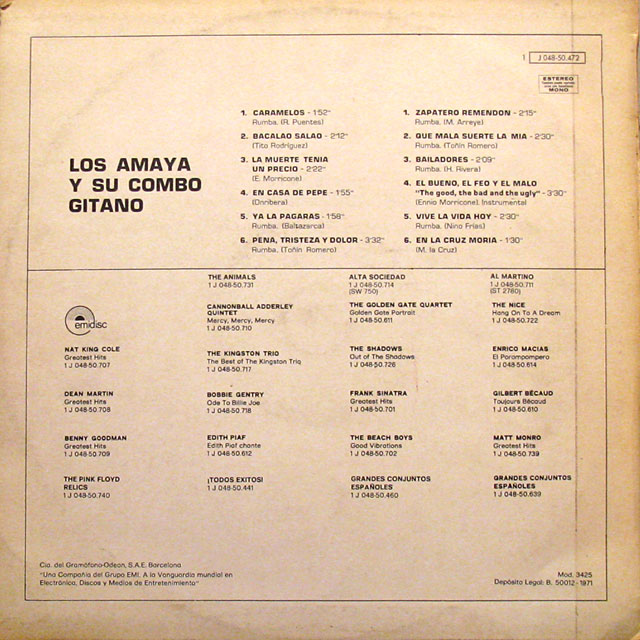 1 J 048-50.472
ESTEREO
MONO
LOS AMAYA
Y SU COMBO
GITANO
1. CARAMELOS - 1'52"
Rumba. (R. Puentes)
2. BACALAO SALAO - 2'12"
(Tito Rodríguez)
3. LA MUERTE TENIA
UN PRECIO - 2'22"
(E. Morricone)
4. EN CASA DE PEPE - 1'55"
(Onribera)
5. YA LA PAGARAS - 1'58"
Rumba. (Baltazarca)
6. PENA, TRISTEZA Y DOLOR - 3'32"
Rumba. (Toñín Romero)
1. ZAPATERO REMENDON - 2'15"
Rumba. (M. Arreye)
2. QUE MALA SUERTE LA MIA - 2'30"
Rumba. (Toñín Romero)
3. BAILADORES - 2'09"
Rumba. (H. Rivera)
4. EL BUENO, EL FEO Y EL MALO
"The good, the bad and the ugly" - 3'30"
(Ennio Morricone). Instrumental
5. VIVE LA VIDA HOY - 2'30"
Rumba. (Nino Frías)
6. EN LA CRUZ MORIA - 1'30"
(M. la Cruz)
emidisc
NAT KING COLE
Greatest Hits
1 J 048-50.707
DEAN MARTIN
Greatest Hits
1 J 048-50.708
BENNY GOODMAN
Greatest Hits
1 J 048-50.709
THE PINK FLOYD
RELICS
1 J 048-50.740
THE ANIMALS
1 J 048-50.731
CANNONBALL ADDERLEY
QUINTET
Mercy, Mercy, Mercy
1 J 048-50.710
THE KINGSTON TRIO
The Best of The Kingston Trio
1 J 048-50.717
BOBBIE GENTRY
Ode To Billie Joe
1 J 048-50.718
EDITH PIAF
Edith Piaf chante
1 J 048-50.612
¡TODOS EXITOS!
1 J 048-50.441
ALTA SOCIEDAD
1 J 048-50.714
(SW 750)
THE GOLDEN GATE QUARTET
Golden Gate Portrait
1 J 048-50.611
THE SHADOWS
Out of The Shadows
1 J 048-50.726
FRANK SINATRA
Greatest Hits
1 J 048-50.701
THE BEACH BOYS
Good Vibrations
1 J 048-50.702
GRANDES CONJUNTOS
ESPAÑOLES
1 J 048-50.460
AL MARTINO
1 J 048-50.711
(ST 2780)
THE NICE
Hang On To A Dream
1 J 048-50.722
ENRICO MACIAS
El Porompompero
1 J 048-50.614
GILBERT BÉCAUD
Toujours Bécaud
1 J 048-50.610
MATT MONRO
Greatest Hits
1 J 048-50.739
GRANDES CONJUNTOS
ESPAÑOLES
1 J 048-50.639
Cía. del Gramófono-Odeón, S.A.E. Barcelona
"Una Compañía del Grupo EMI. A la Vanguardia mundial en
Electrónica, Discos y Medios de Entretenimiento"
Mod. 3425
Depósito Legal: B. 50012-1971